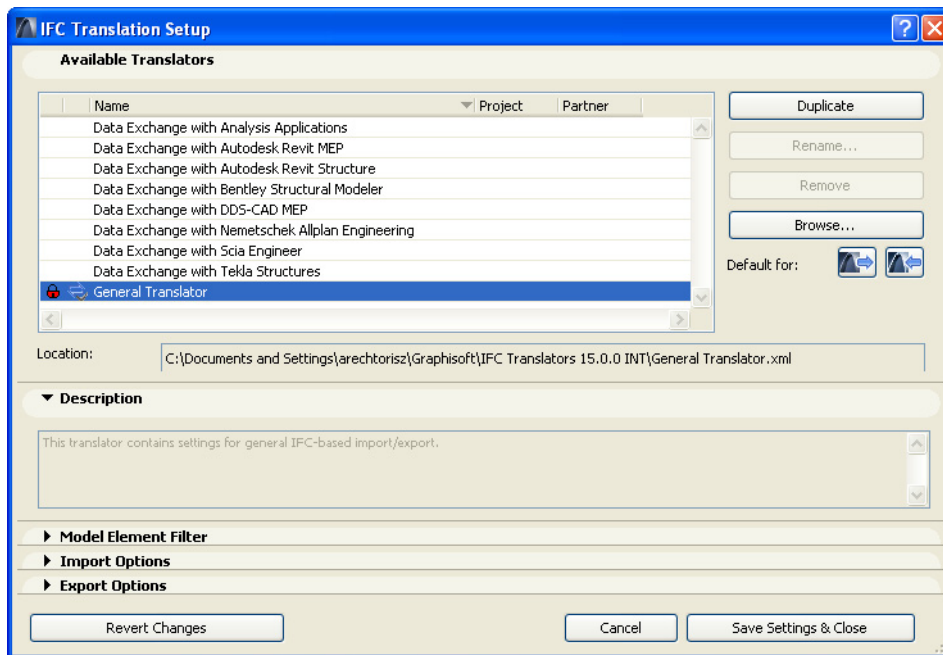 IFC Translation Setup
Available Translators
Name Project Partner
Data Exchange with Analysis Applications
Data Exchange with Autodesk Revit MEP
Data Exchange with Autodesk Revit Structure
Data Exchange with Bentley Structural Modeler
Data Exchange with DDS-CAD MEP
Data Exchange with Nemetschek Allplan Engineering
Data Exchange with Scia Engineer
Data Exchange with Tekla Structures
General Translator
Duplicate
Rename...
Remove
Browse...
Default for:
Location: C:\Documents and Settings\arechtorisz\Graphisoft\IFC Translators 15.0.0 INT\General Translator.xml
Description
This translator contains settings for general IFC-based import/export.
Model Element Filter
Import Options
Export Options
Revert Changes Cancel Save Settings & Close